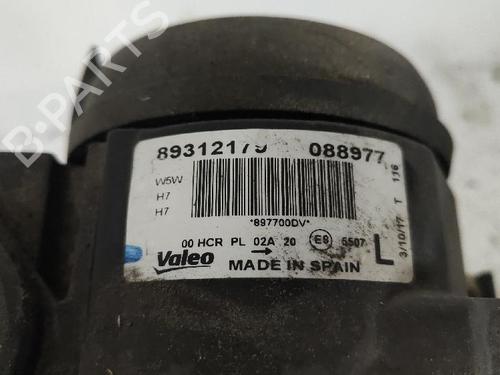 B-PARTS
89312179 088977
W5W
H7
H7
*897700DV*
00 HCR PL 02A 20 E9 5507 L
Valeo MADE IN SPAIN
3/10/17 T 116